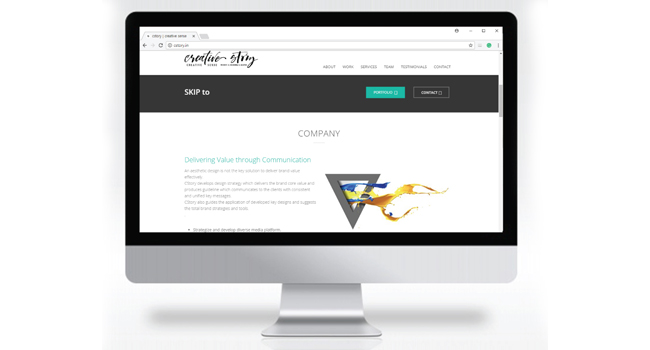 cstory | creative storie
cstory.kr
creative story
ABOUT WORK SERVICES TEAM TESTIMONIALS CONTACT
SKIP to
PORTFOLIO
CONTACT
COMPANY
Delivering Value through Communication
an aesthetic design is not the key solution to deliver brand value
effectively.
CStory develops design strategy which delivers the brand core value and
produces guideline which communicates to the clients with consistent
and unified key messages.
CStory also guides the application of developed key designs and suggests
the total brand strategies and tools.
Strategize and develop diverse media platform.